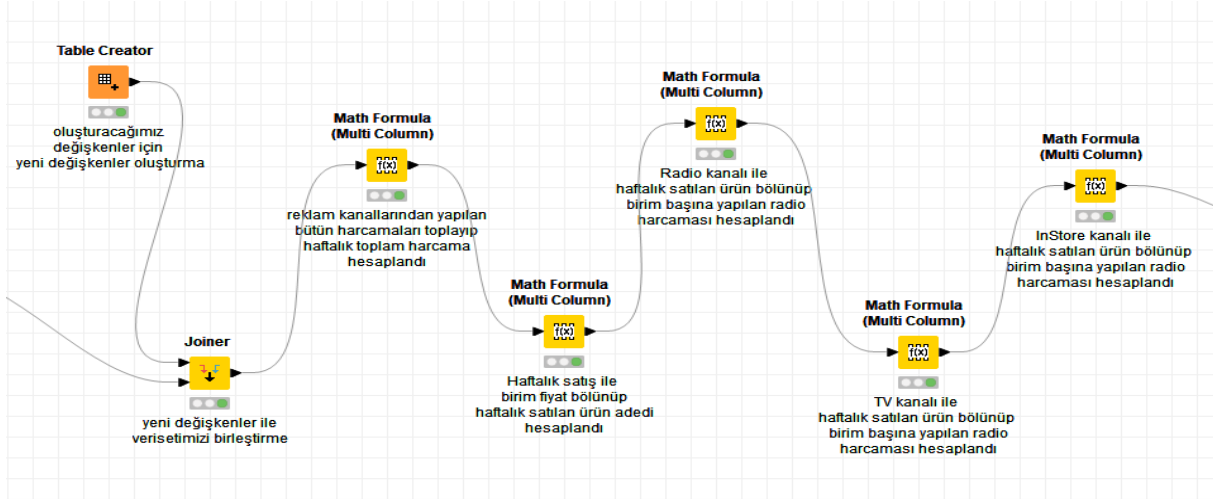 Table Creator
oluşturacağımız
değişkenler için
yeni değişkenler oluşturma
Joiner
yeni değişkenler ile
verisetimizi birleştirme
Math Formula
(Multi Column)
f(x)
reklam kanallarından yapılan
bütün harcamaları toplayıp
haftalık toplam harcama
hesaplandı
Math Formula
(Multi Column)
f(x)
Haftalık satış ile
birim fiyat bölünüp
haftalık satılan ürün adedi
hesaplandı
Math Formula
(Multi Column)
f(x)
Radio kanalı ile
haftalık satılan ürün bölünüp
birim başına yapılan radio
harcaması hesaplandı
Math Formula
(Multi Column)
f(x)
TV kanalı ile
haftalık satılan ürün bölünüp
birim başına yapılan radio
harcaması hesaplandı
Math Formula
(Multi Column)
f(x)
InStore kanalı ile
haftalık satılan ürün bölünüp
birim başına yapılan radio
harcaması hesaplandı